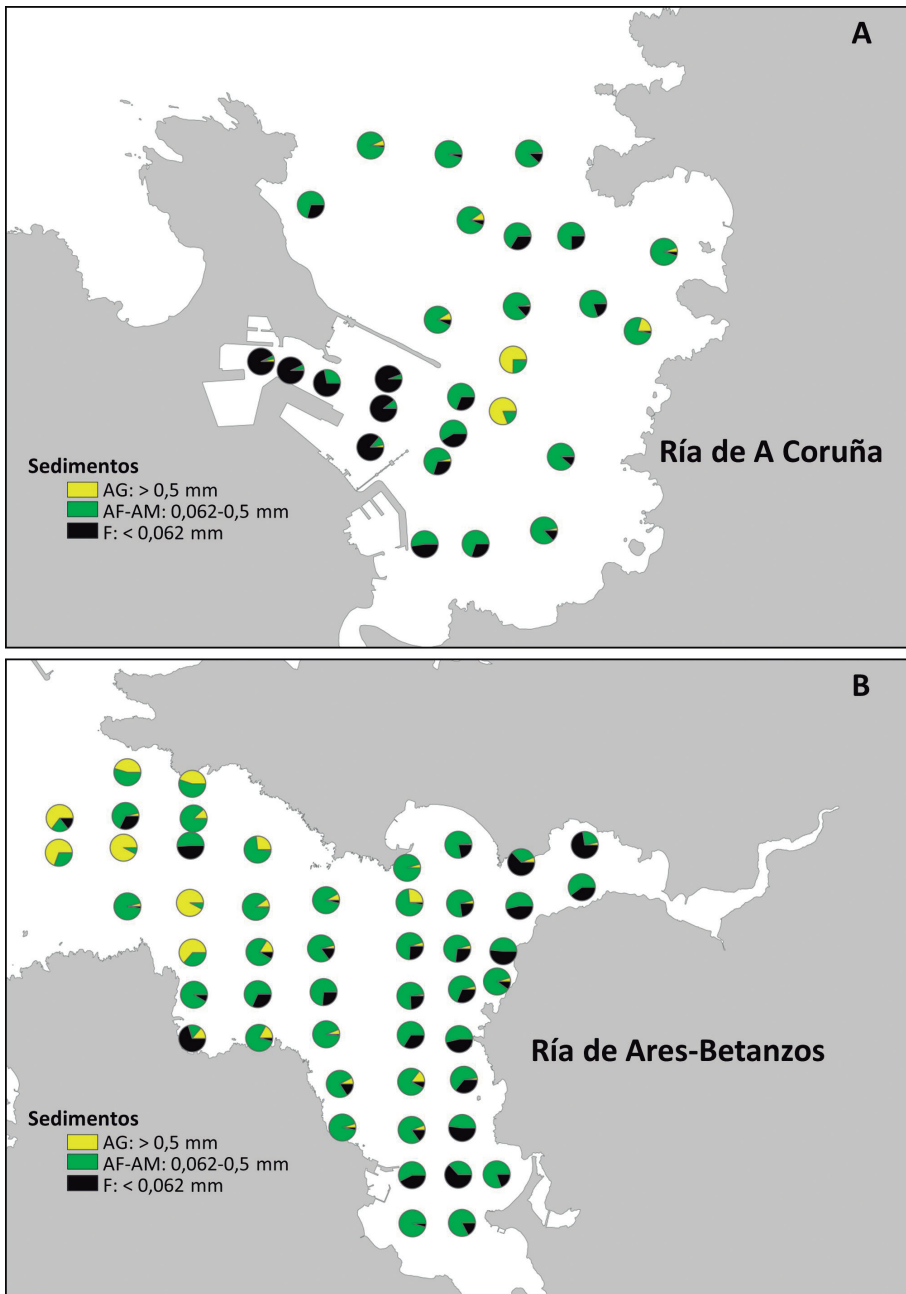 A
Ría de A Coruña
Sedimentos
AG: > 0,5 mm
AF-AM: 0,062-0,5 mm
F: < 0,062 mm
B
Ría de Ares-Betanzos
Sedimentos
AG: > 0,5 mm
AF-AM: 0,062-0,5 mm
F: < 0,062 mm